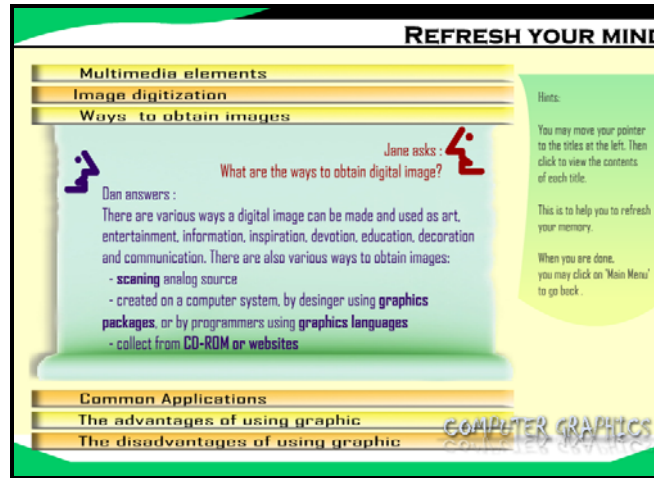 REFRESH YOUR MIND
Multimedia elements
Image digitization
Ways to obtain images
Jane asks :
What are the ways to obtain digital image?
Dan answers :
There are various ways a digital image can be made and used as art,
entertainment, information, inspiration, devotion, education, decoration
and communication. There are also various ways to obtain images:
- scaning analog source
- created on a computer system, by desinger using graphics
packages, or by programmers using graphics languages
- collect from CD-ROM or websites
Common Applications
The advantages of using graphic
The disadvantages of using graphic
Hints:
You may move your pointer
to the titles at the left. Then
click to view the contents
of each title.
This is to help you to refresh
your memory.
When you are done,
you may click on 'Main Menu'
to go back .
COMPUTER GRAPHICS